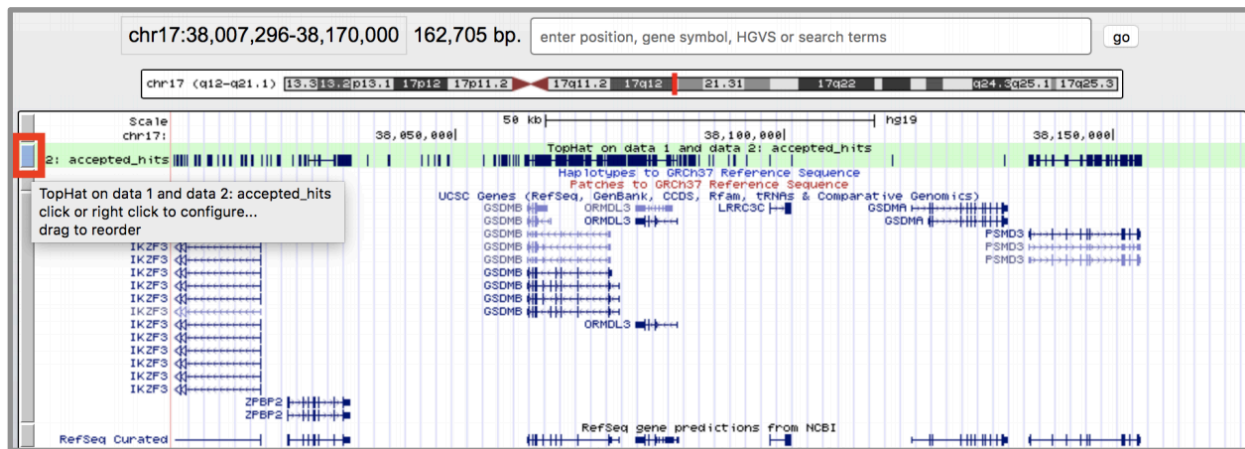 chr17:38,007,296-38,170,000 162,705 bp. enter position, gene symbol, HGVS or search terms go
chr17 (q12-q21.1) 13.3 13.2 p13.1 17p12 17p11.2 17q11.2 17q12 21.31 17q22 q24.3 q25.1 17q25.3
Scale 50 kb hg19
chr17: 38,050,000 38,100,000 38,150,000
TopHat on data 1 and data 2: accepted_hits
2: accepted_hits
Haplotypes to GRCh37 Reference Sequence
Patches to GRCh37 Reference Sequence
TopHat on data 1 and data 2: accepted_hits
click or right click to configure...
drag to reorder
UCSC Genes (RefSeq, GenBank, CCDS, Rfam, tRNAs & Comparative Genomics)
GSDMB ORMDL3 LRRC3C GSDMA
GSDMB ORMDL3 GSDMA
GSDMB PSMD3
IKZF3 GSDMB PSMD3
IKZF3 GSDMB PSMD3
IKZF3 GSDMB
IKZF3 GSDMB
IKZF3 GSDMB
IKZF3 GSDMB
IKZF3 ORMDL3
IKZF3
IKZF3
IKZF3
IKZF3
IKZF3
ZPBP2
ZPBP2
RefSeq gene predictions from NCBI
RefSeq Curated